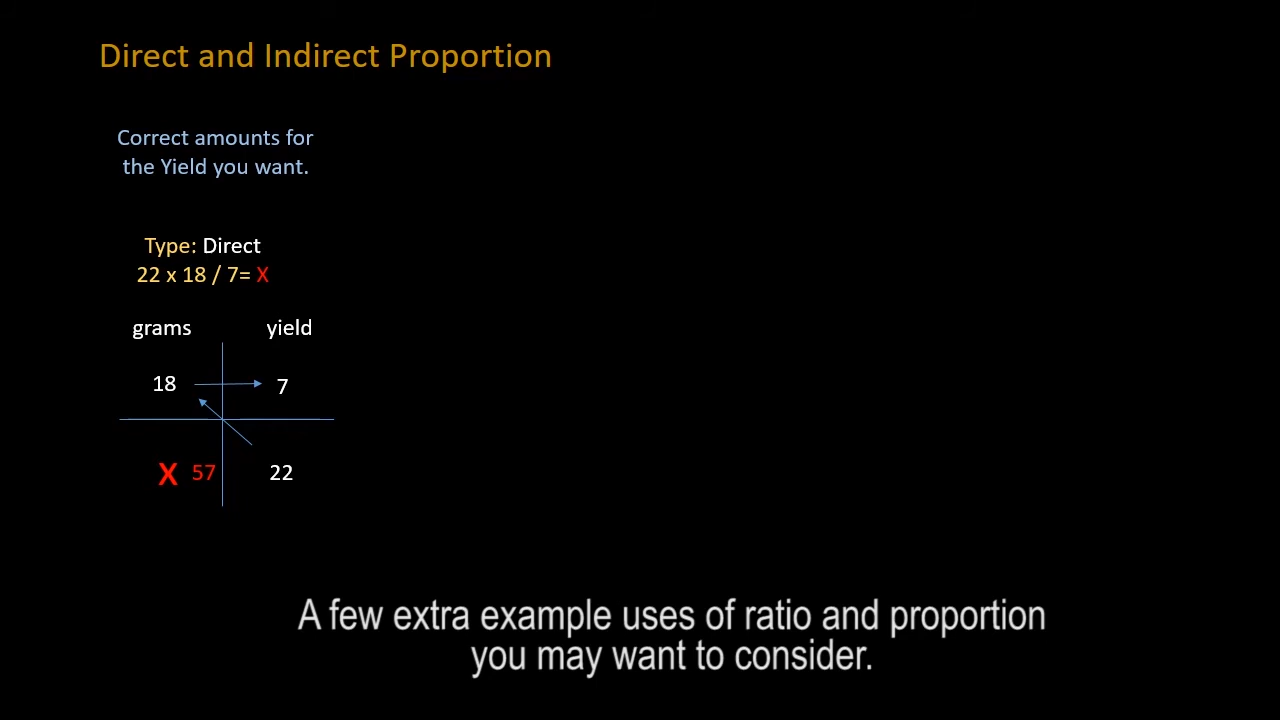 Direct and Indirect Proportion
Correct amounts for
the Yield you want.
Type: Direct
22 x 18 / 7= X
grams yield
18 7
X 57 22
A few extra example uses of ratio and proportion
you may want to consider.